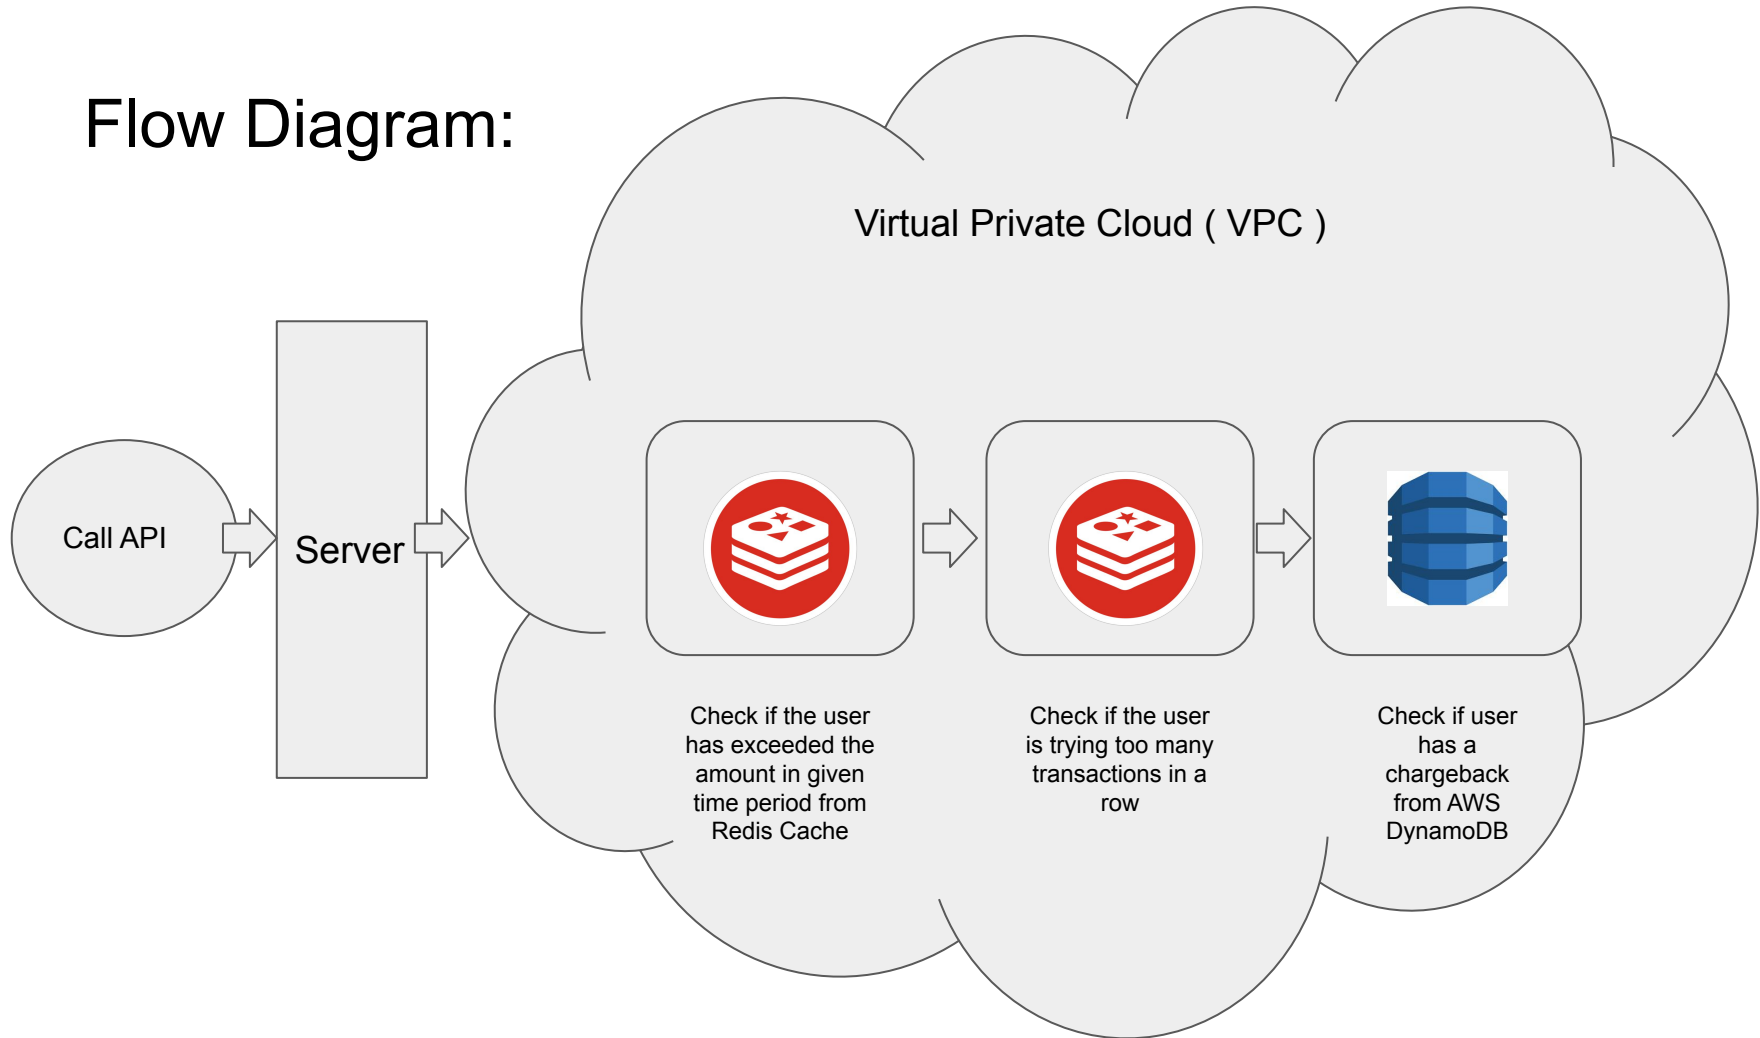 Flow Diagram:
Virtual Private Cloud ( VPC )
Call API
Server
Check if the user
has exceeded the
amount in given
time period from
Redis Cache
Check if the user
is trying too many
transactions in a
row
Check if user
has a
chargeback
from AWS
DynamoDB